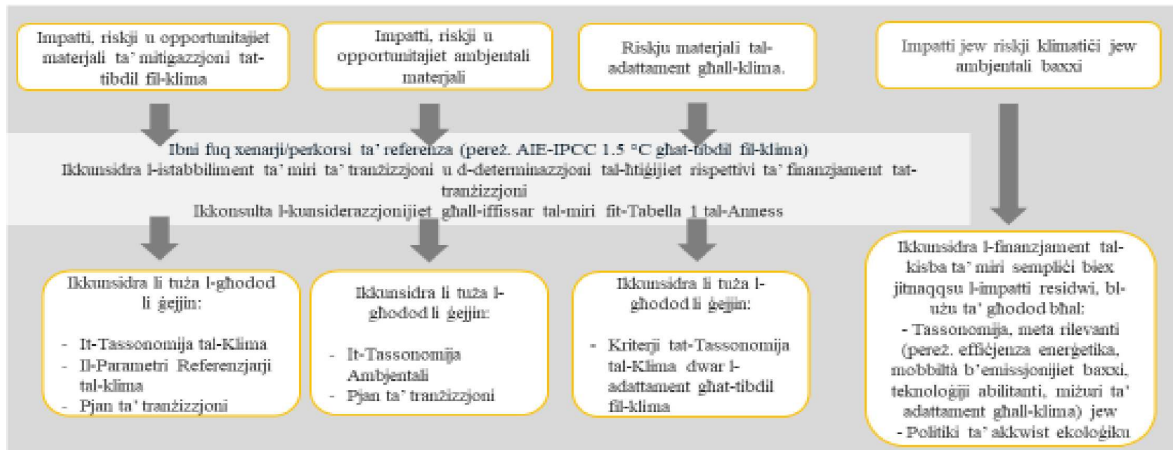 Impatti, riskji u opportunitajiet
materjali ta' mitigazzjoni tat-
tibdil fil-klima
Impatti, riskji u
opportunitajiet ambjentali
materjali
Riskju materjali tal-
adattament għall-klima.
Impatti jew riskji klimatiċi jew
ambjentali baxxi
Ibni fuq xenarji/perkorsi ta' referenza (pereż. AIE-IPCC 1.5 °C għat-tibdil fil-klima)
Ikkunsidra l-istabbiliment ta' miri ta' tranżizzjoni u d-determinazzjoni tal-ħtiġijiet rispettivi ta' finanzjament tat-
tranżizzjoni
Ikkonsulta l-kunsiderazzjonijiet għall-iffissar tal-miri fit-Tabella 1 tal-Anness
Ikkunsidra li tuża l-għodod
li ġejjin:
- It-Tassonomija tal-Klima
- Il-Parametri Referenzjarji
tal-klima
- Pjan ta' tranżizzjoni
Ikkunsidra li tuża l-
għodod li ġejjin:
- It-Tassonomija
Ambjentali
- Pjan ta' tranżizzjoni
Ikkunsidra li tuża l-
għodod li ġejjin:
- Kriterji tat-Tassonomija
tal-Klima dwar l-
adattament għat-tibdil
fil-klima
Ikkunsidra l-finanzjament tal-
kisba ta' miri sempliċi biex
jitnaqqsu l-impatti residwi, bl-
użu ta' għodod bħal:
- Tassonomija, meta rilevanti
(pereż. effiċjenza enerġetika,
mobbiltà b'emissjonijiet baxxi,
teknoloġiji abilitanti, miżuri ta'
adattament għall-klima) jew
- Politiki ta' akkwist ekoloġiku